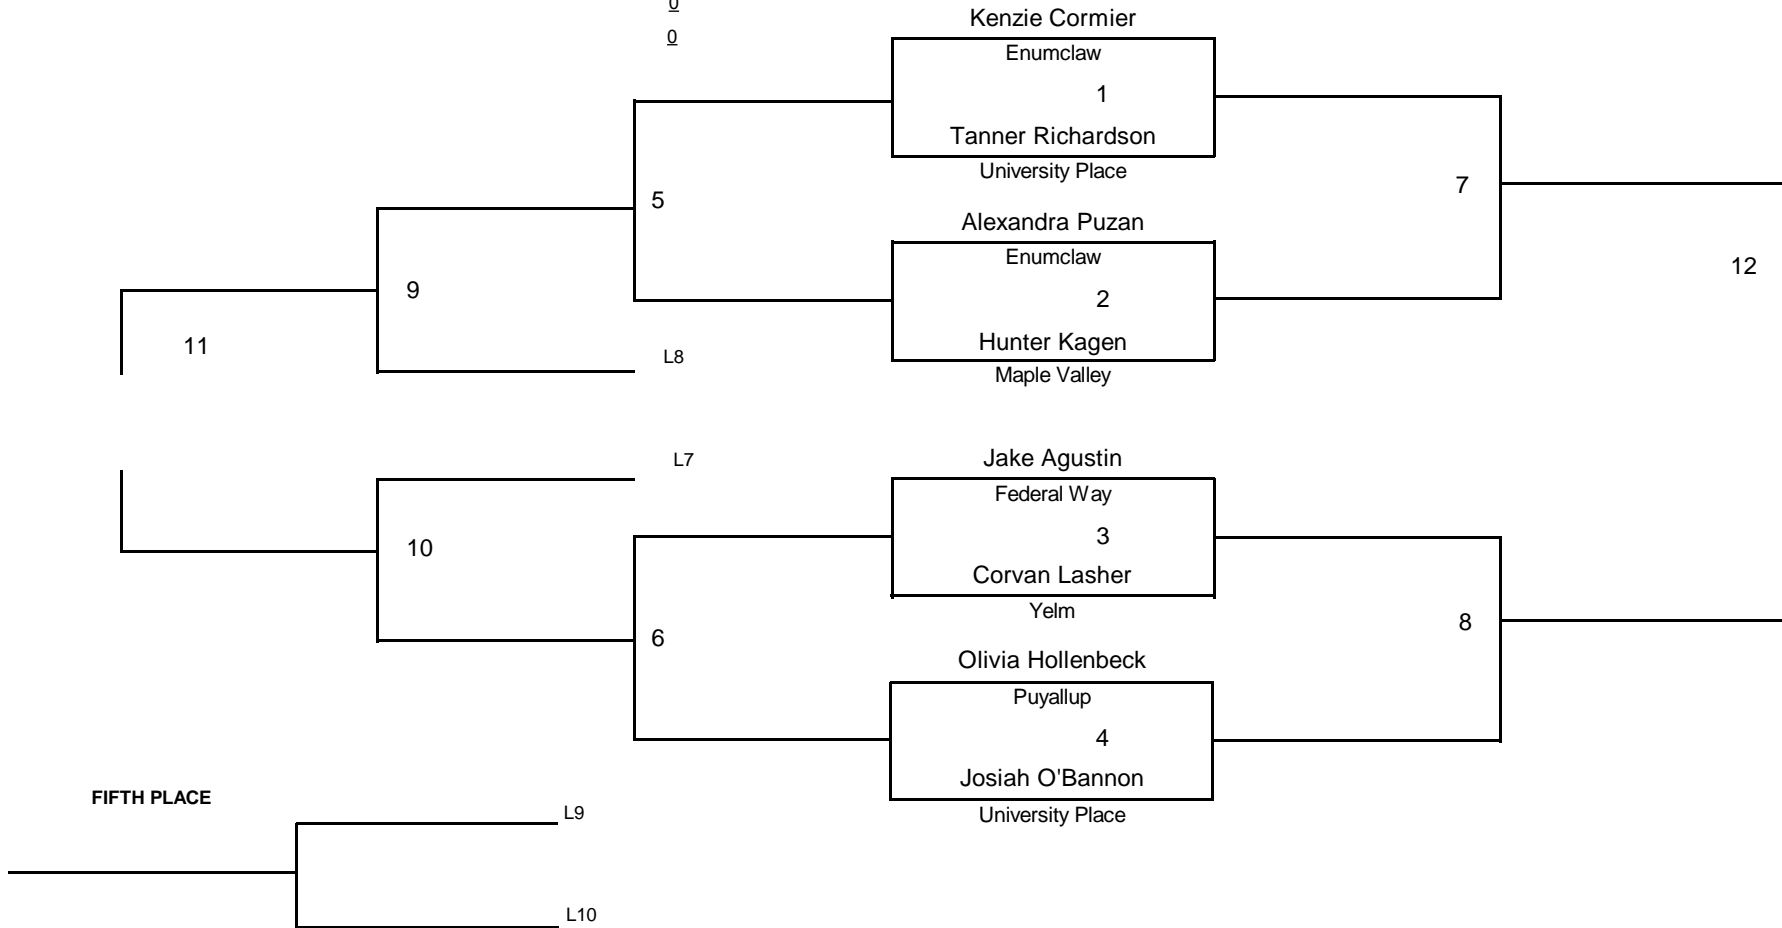 0
0
Kenzie Cormier
Enumclaw
1
Tanner Richardson
University Place
5
7
Alexandra Puzan
Enumclaw
12
9
2
11
Hunter Kagen
L8
Maple Valley
L7
Jake Agustin
Federal Way
3
10
Corvan Lasher
Yelm
8
6
Olivia Hollenbeck
Puyallup
4
Josiah O'Bannon
FIFTH PLACE
L9
University Place
L10